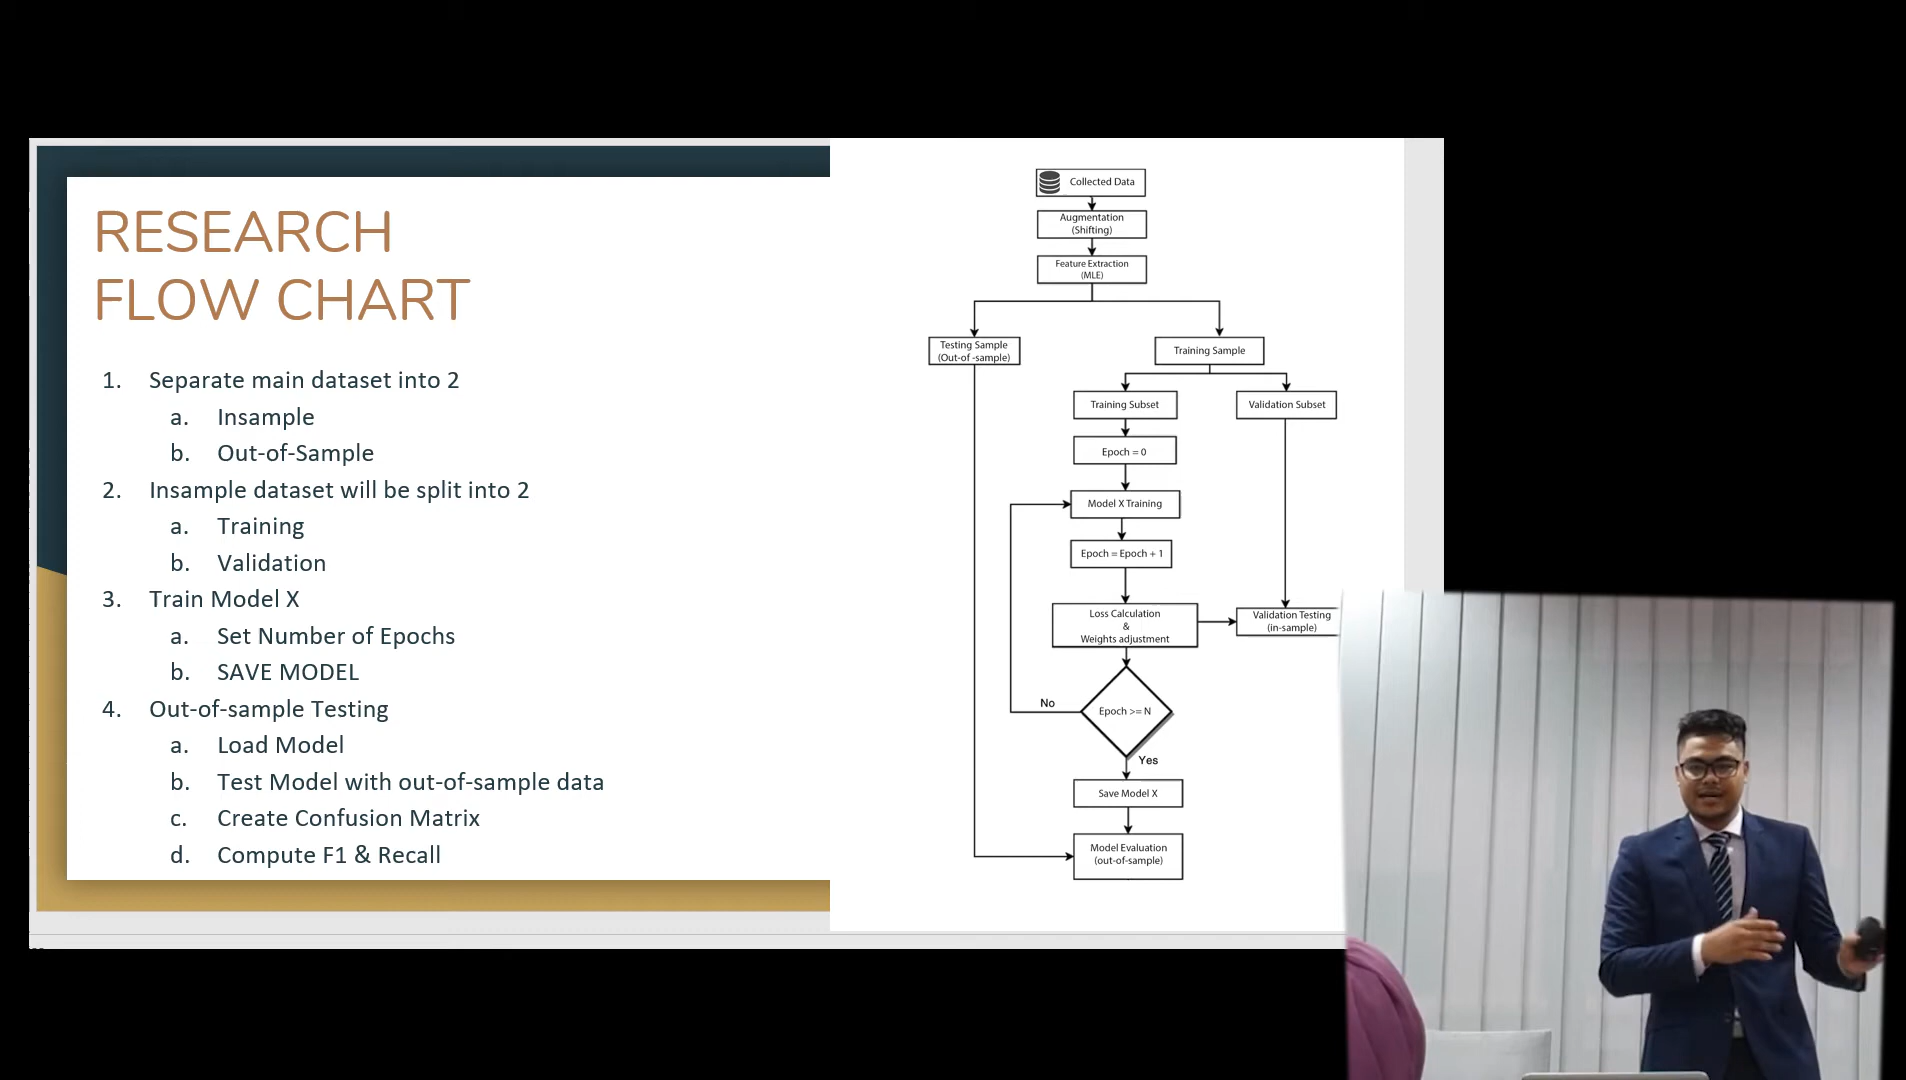 RESEARCH
FLOW CHART
1. Separate main dataset into 2
a. Insample
b. Out-of-Sample
2. Insample dataset will be split into 2
a. Training
b. Validation
3. Train Model X
a. Set Number of Epochs
b. SAVE MODEL
4. Out-of-sample Testing
a. Load Model
b. Test Model with out-of-sample data
c. Create Confusion Matrix
d. Compute F1 & Recall
Collected Data
Augmentation
(Shifting)
Feature Extraction
(MLE)
Testing Sample
(Out-of -sample)
Training Sample
Training Subset
Validation Subset
Epoch = 0
Model X Training
Epoch = Epoch + 1
Loss Calculation
&
Weights adjustment
Validation Testing
(in-sample)
No
Epoch >= N
Yes
Save Model X
Model Evaluation
(out-of-sample)